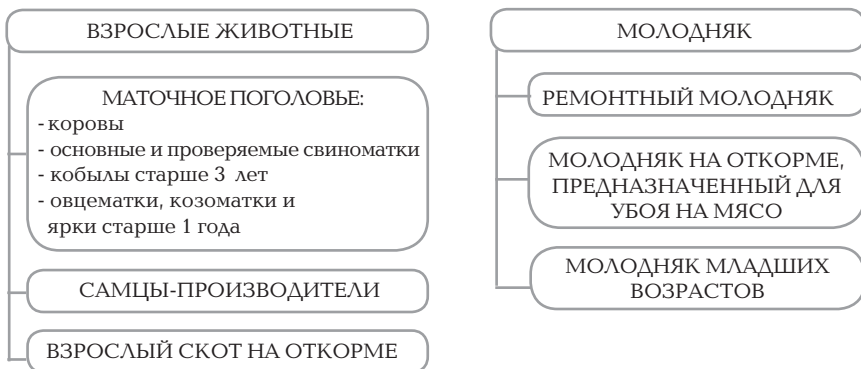 ВЗРОСЛЫЕ ЖИВОТНЫЕ
МАТОЧНОЕ ПОГОЛОВЬЕ:
- коровы
- основные и проверяемые свиноматки
- кобылы старше 3 лет
- овцематки, козоматки и
ярки старше 1 года
САМЦЫ-ПРОИЗВОДИТЕЛИ
ВЗРОСЛЫЙ СКОТ НА ОТКОРМЕ
МОЛОДНЯК
РЕМОНТНЫЙ МОЛОДНЯК
МОЛОДНЯК НА ОТКОРМЕ,
ПРЕДНАЗНАЧЕННЫЙ ДЛЯ
УБОЯ НА МЯСО
МОЛОДНЯК МЛАДШИХ
ВОЗРАСТОВ